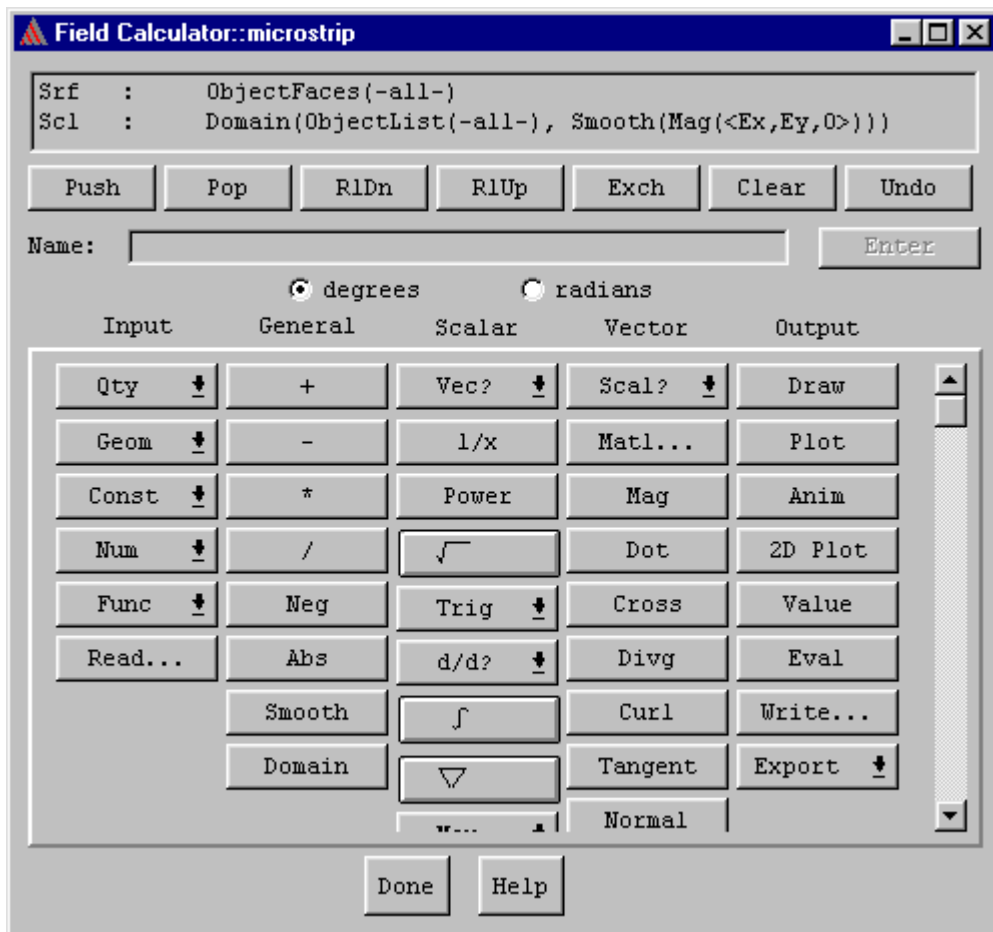 Field Calculator::microstrip
Srf : ObjectFaces(-all-)
Scl : Domain(ObjectList(-all-), Smooth(Mag(<Ex,Ey,0>)))
Push Pop RlDn RlUp Exch Clear Undo
Name: Enter
degrees radians
Input General Scalar Vector Output
Qty + Vec? Scal? Draw
Geom - 1/x Matl... Plot
Const * Power Mag Anim
Num / √ Dot 2D Plot
Func Neg Trig Cross Value
Read... Abs d/d? Divg Eval
Smooth ∫ Curl Write...
Domain ▽ Tangent Export
Normal
Done Help